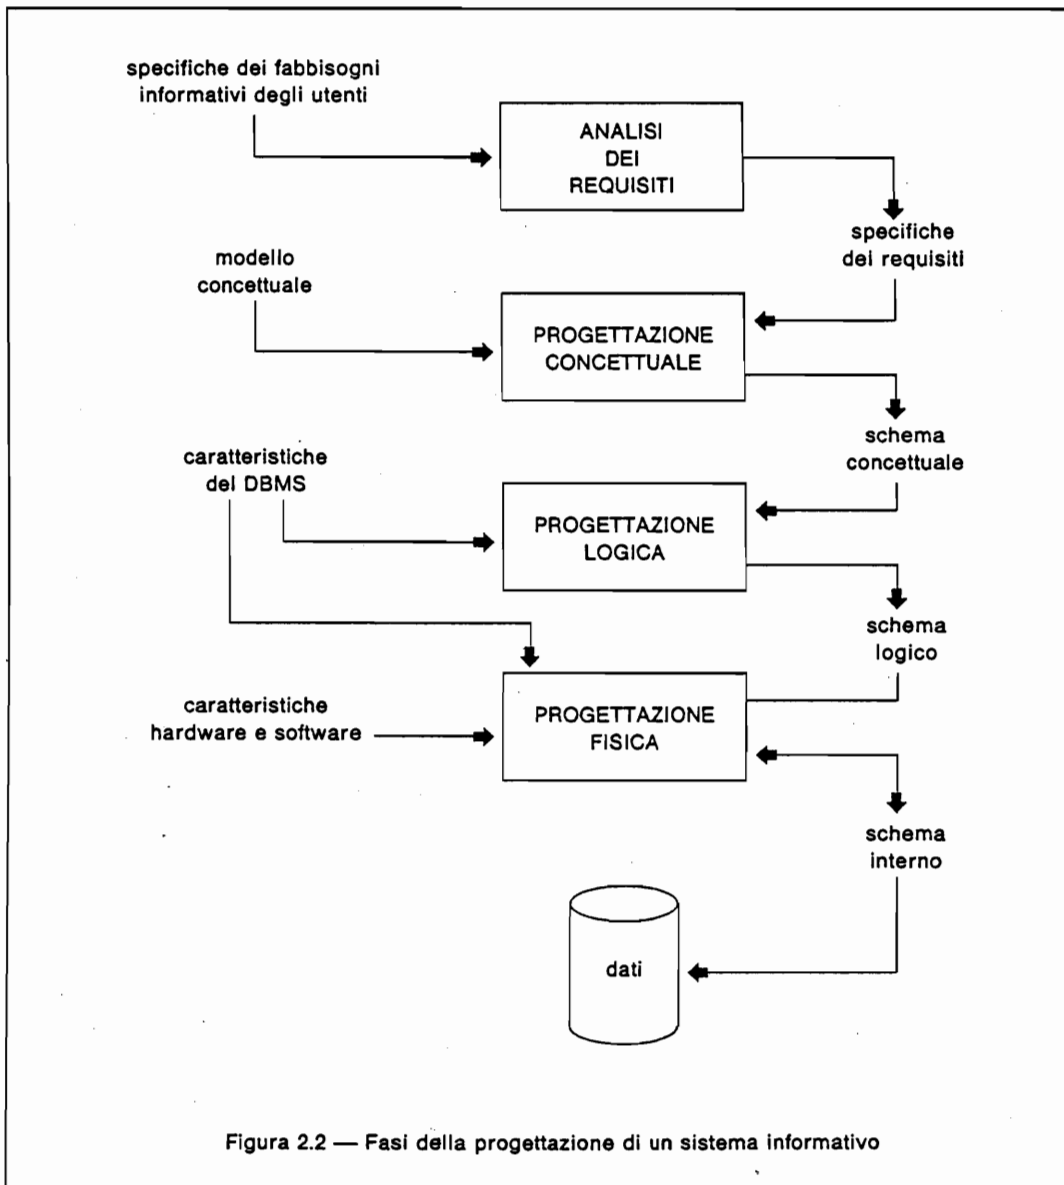 specifiche dei fabbisogni
informativi degli utenti
ANALISI
DEI
REQUISITI
specifiche
dei requisiti
modello
concettuale
PROGETTAZIONE
CONCETTUALE
schema
concettuale
caratteristiche
del DBMS
PROGETTAZIONE
LOGICA
schema
logico
caratteristiche
hardware e software
PROGETTAZIONE
FISICA
schema
interno
dati
Figura 2.2 — Fasi della progettazione di un sistema informativo